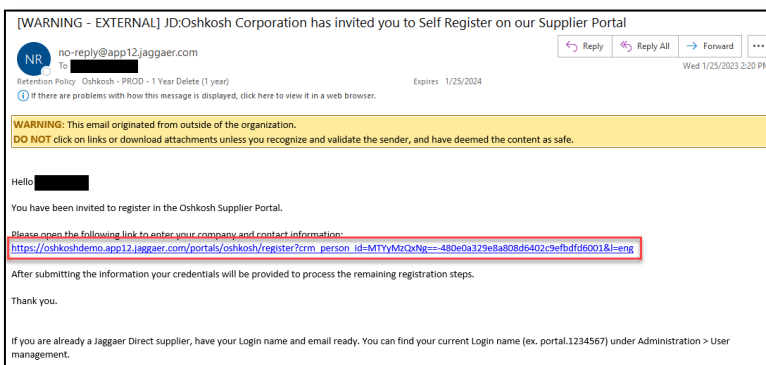 [WARNING - EXTERNAL] JD:Oshkosh Corporation has invited you to Self Register on our Supplier Portal
NR
no-reply@app12.jaggaer.com
Reply Reply All Forward ...
To
Wed 1/25/2023 2:20 PM
Retention Policy Oshkosh - PROD - 1 Year Delete (1 year) Expires 1/25/2024
If there are problems with how this message is displayed, click here to view it in a web browser.
WARNING: This email originated from outside of the organization.
DO NOT click on links or download attachments unless you recognize and validate the sender, and have deemed the content as safe.
Hello
You have been invited to register in the Oshkosh Supplier Portal.
Please open the following link to enter your company and contact information:
https://oshkoshdemo.app12.jaggaer.com/portals/oshkosh/register?crm_person_id=MTYyMzQxNg==-480e0a329e8a808d6402c9efbdfd6001&l=eng
After submitting the information your credentials will be provided to process the remaining registration steps.
Thank you.
If you are already a Jaggaer Direct supplier, have your Login name and email ready. You can find your current Login name (ex. portal.1234567) under Administration > User
management.